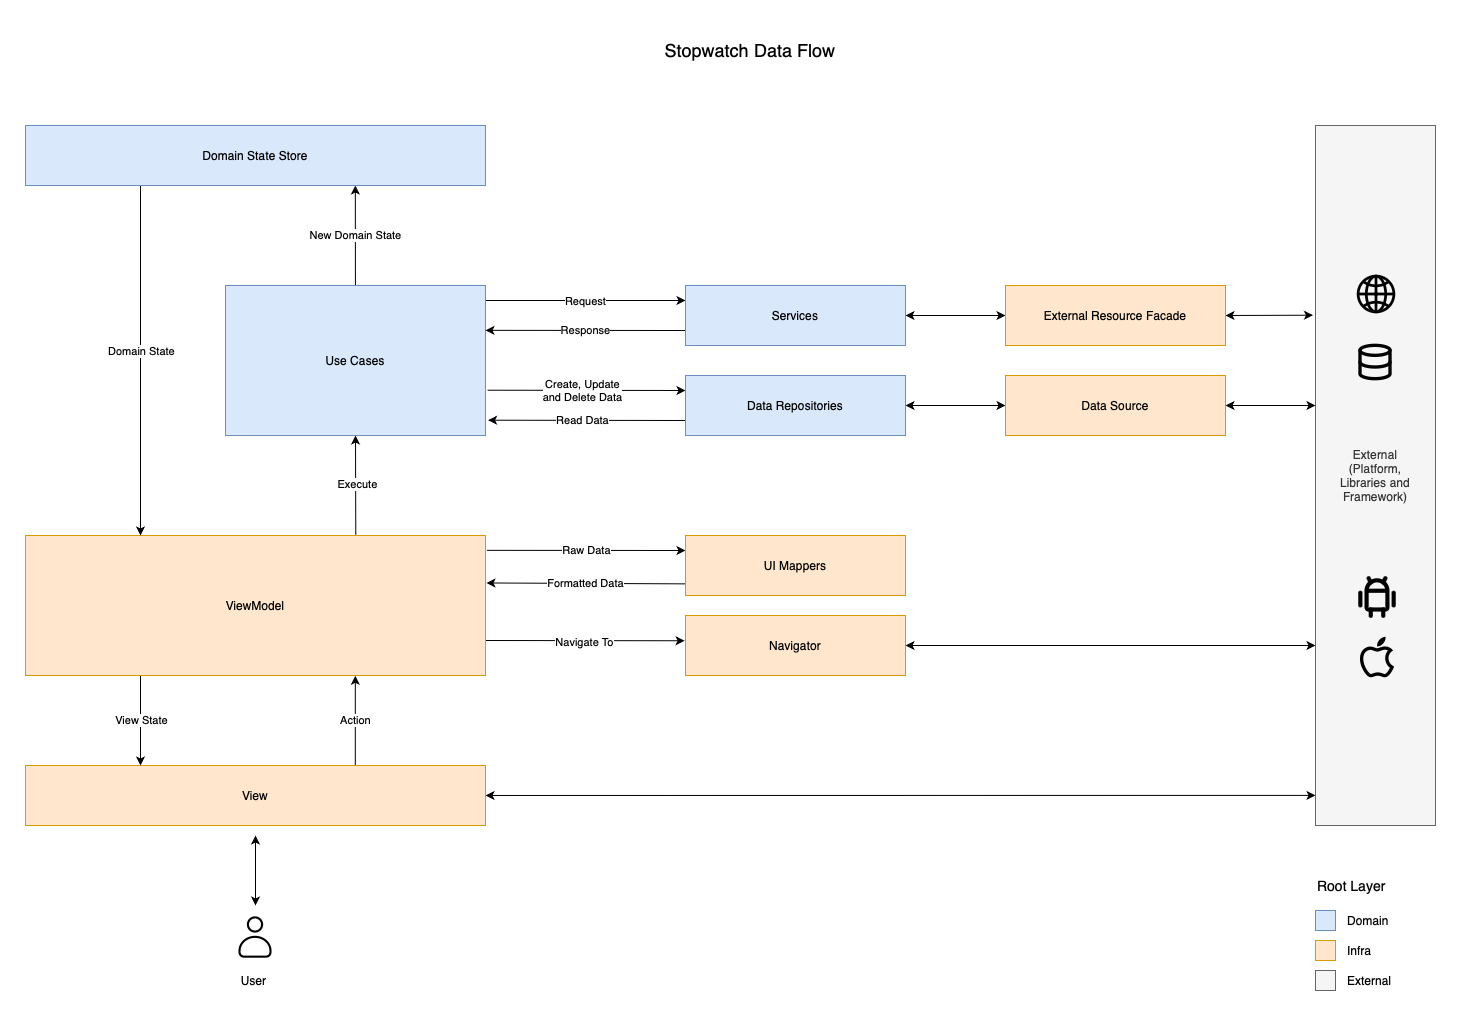 Stopwatch Data Flow
Domain State Store
New Domain State
Domain State
Use Cases
Request
Response
Create, Update
and Delete Data
Read Data
Services
External Resource Facade
Data Repositories
Data Source
External
(Platform,
Libraries and
Framework)
Execute
ViewModel
Raw Data
Formatted Data
Navigate To
UI Mappers
Navigator
View State
Action
View
User
Root Layer
Domain
Infra
External